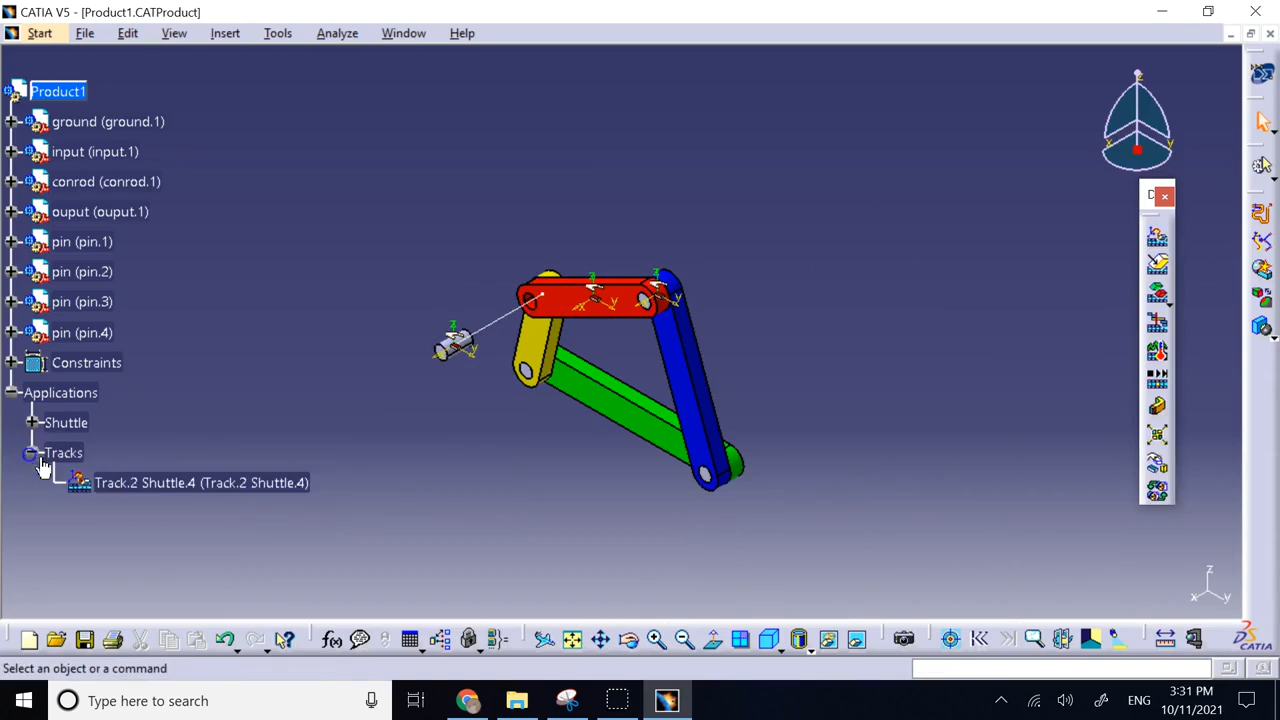 CATIA V5 - [Product1.CATProduct]
Start File Edit View Insert Tools Analyze Window Help
Product1
ground (ground.1)
input (input.1)
conrod (conrod.1)
ouput (ouput.1)
pin (pin.1)
pin (pin.2)
pin (pin.3)
pin (pin.4)
Constraints
Applications
Shuttle
Tracks
Track.2 Shuttle.4 (Track.2 Shuttle.4)
z
x y
D
z z
x y y
z
y
z
x y
f(x)
CATIA
Select an object or a command
Type here to search
ENG
3:31 PM
10/11/2021